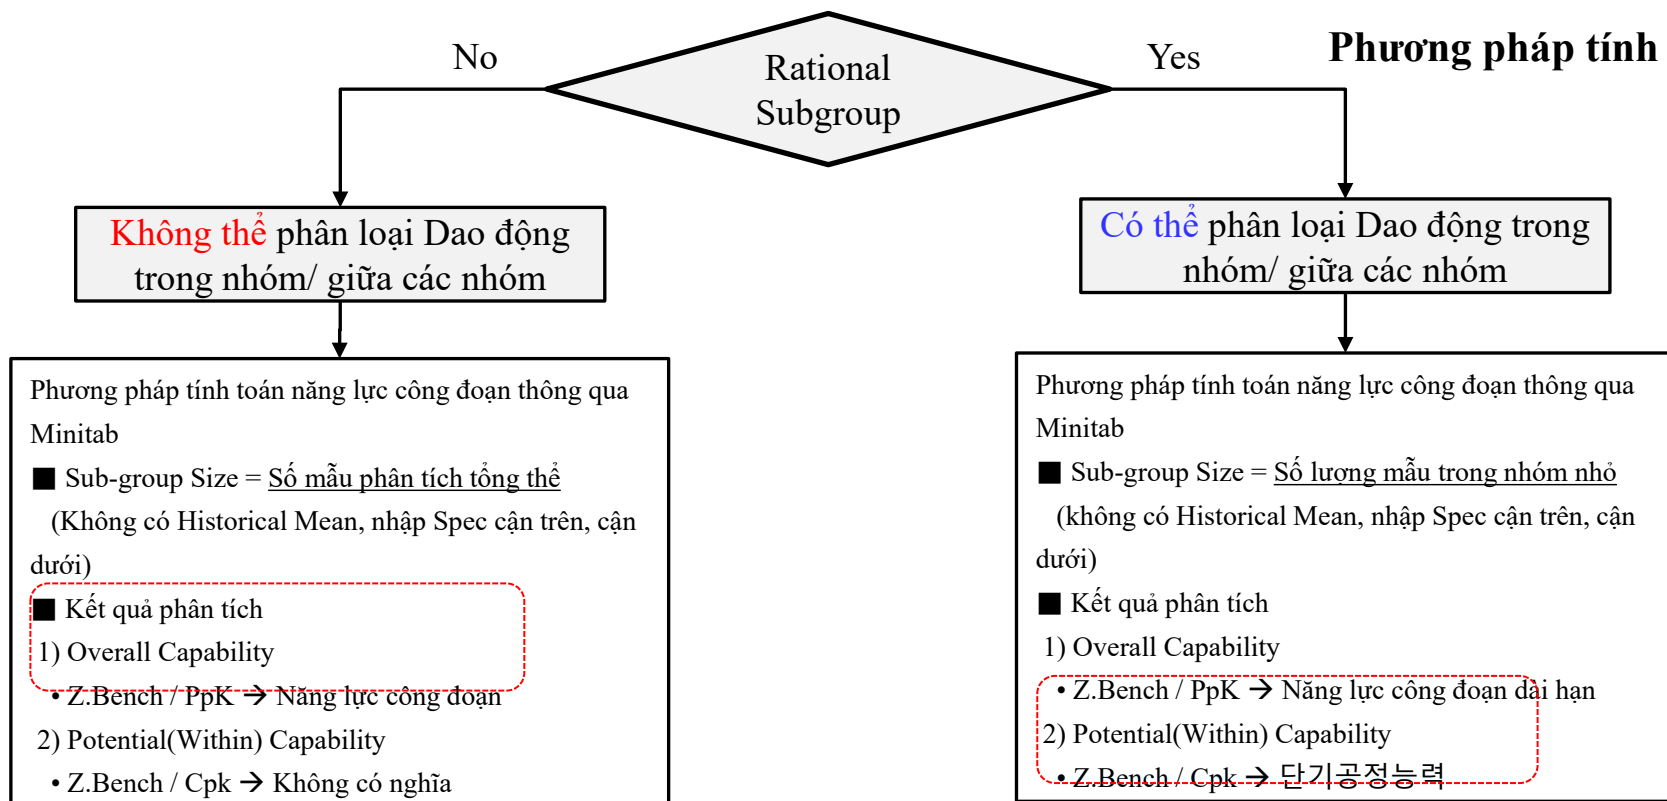 Phương pháp tính
No
Rational
Subgroup
Yes
Không thể phân loại Dao động
trong nhóm/ giữa các nhóm
Phương pháp tính toán năng lực công đoạn thông qua
Minitab
■ Sub-group Size = Số mẫu phân tích tổng thể
(Không có Historical Mean, nhập Spec cận trên, cận
dưới)
■ Kết quả phân tích
1) Overall Capability
• Z.Bench / PpK → Năng lực công đoạn
2) Potential(Within) Capability
• Z.Bench / Cpk → Không có nghĩa
Có thể phân loại Dao động trong
nhóm/ giữa các nhóm
Phương pháp tính toán năng lực công đoạn thông qua
Minitab
■ Sub-group Size = Số lượng mẫu trong nhóm nhỏ
(không có Historical Mean, nhập Spec cận trên, cận
dưới)
■ Kết quả phân tích
1) Overall Capability
• Z.Bench / PpK → Năng lực công đoạn dài hạn
2) Potential(Within) Capability
• Z.Bench / Cpk → 단기공정능력